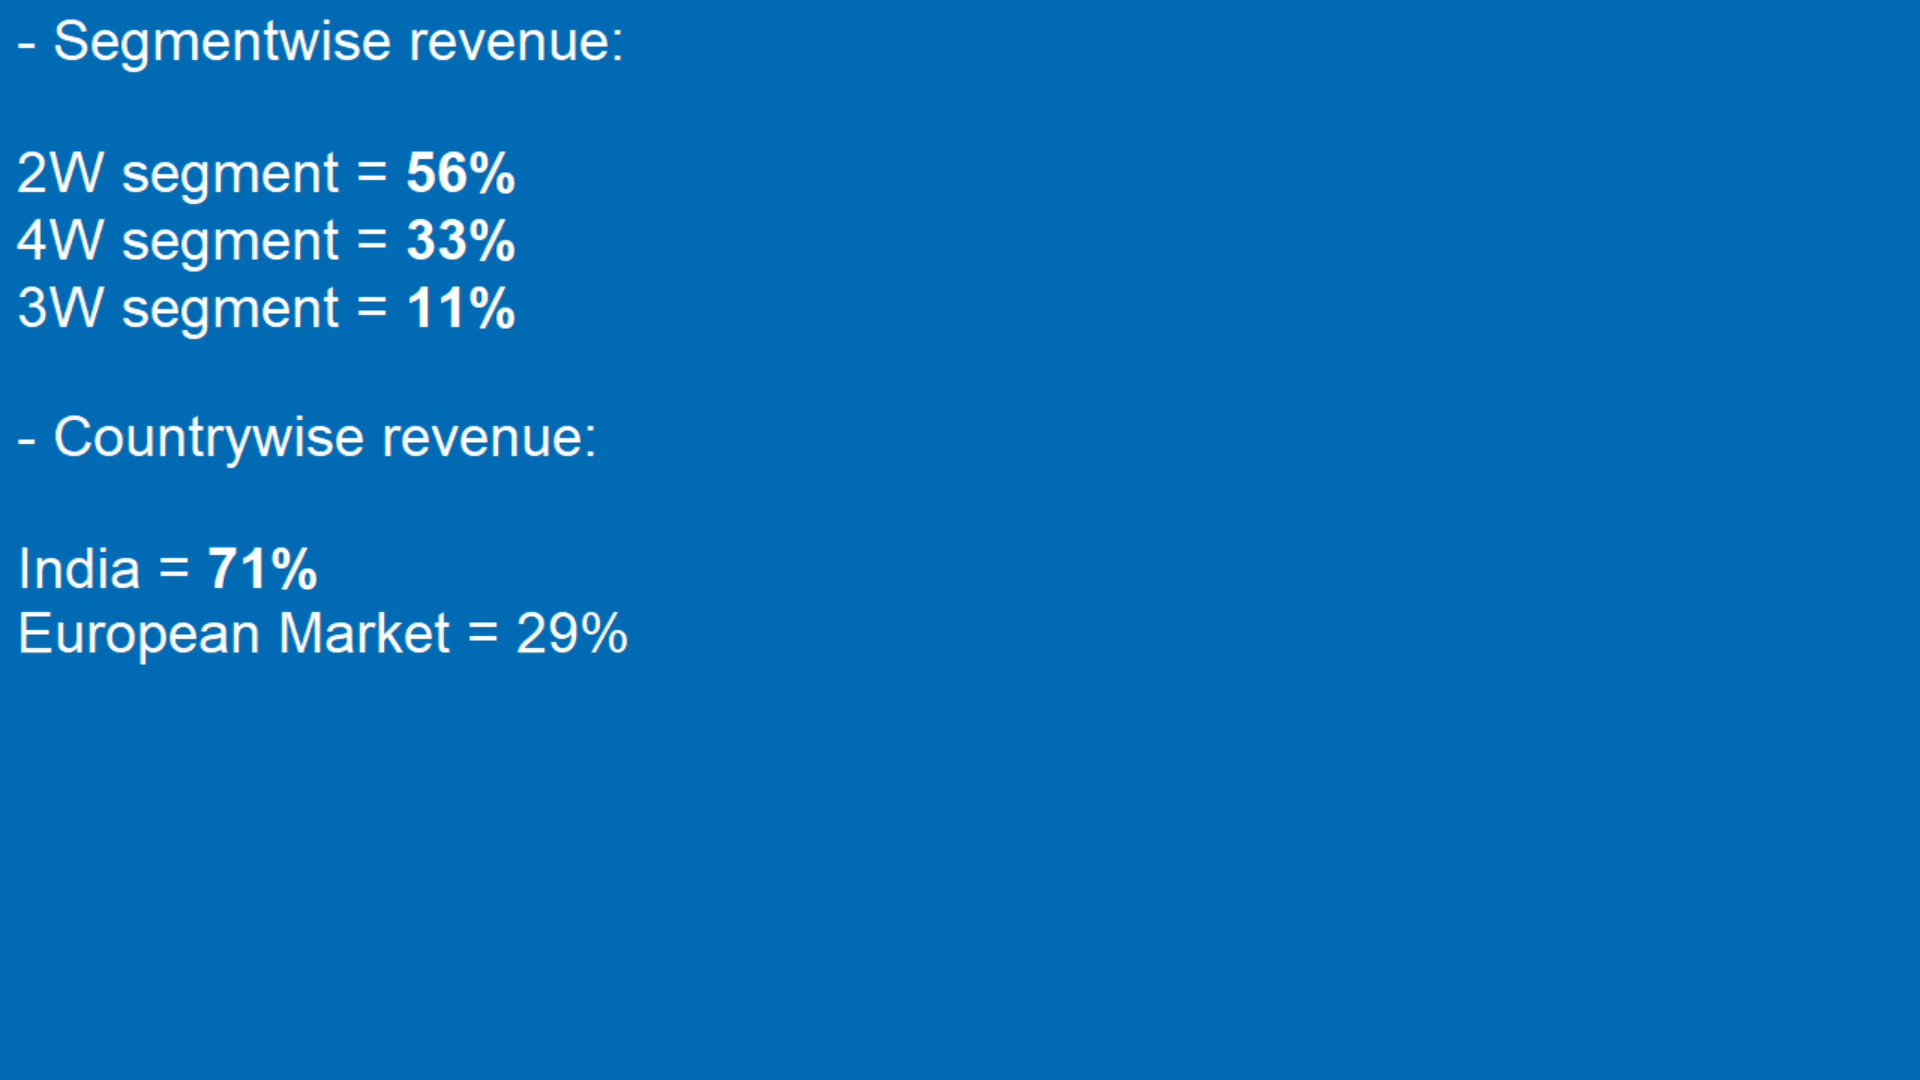 - Segmentwise revenue:
2W segment = 56%
4W segment = 33%
3W segment = 11%
- Countrywise revenue:
India = 71%
European Market = 29%